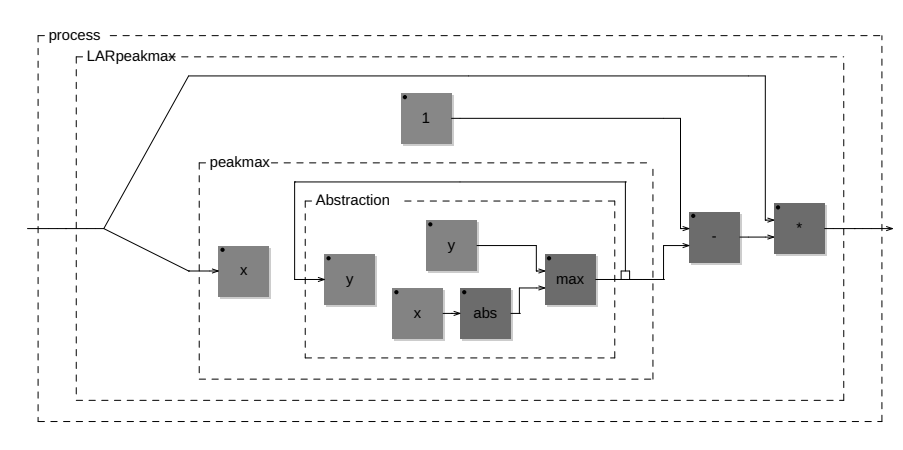 process
LARpeakmax
1
peakmax
Abstraction
y
x
y
x
abs
max
-
*